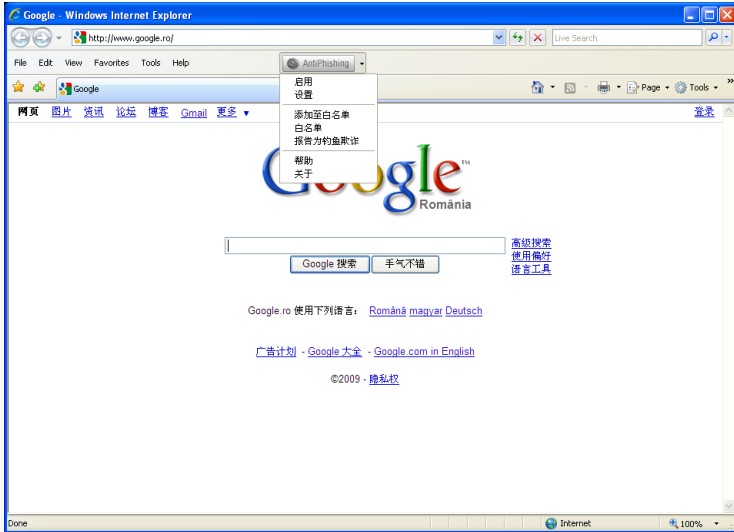 Google - Windows Internet Explorer
http://www.google.ro/
Live Search
File Edit View Favorites Tools Help
AntiPhishing
启用
设置
添加至白名单
白名单
报告为钓鱼欺诈
帮助
关于
Google
Page Tools »
网页 图片 资讯 论坛 博客 Gmail 更多 ▼
登录
Google™
România
Google 搜索 手气不错
高级搜索
使用偏好
语言工具
Google.ro 使用下列语言: Română magyar Deutsch
广告计划 - Google 大全 - Google.com in English
©2009 - 隐私权
Done Internet 100%